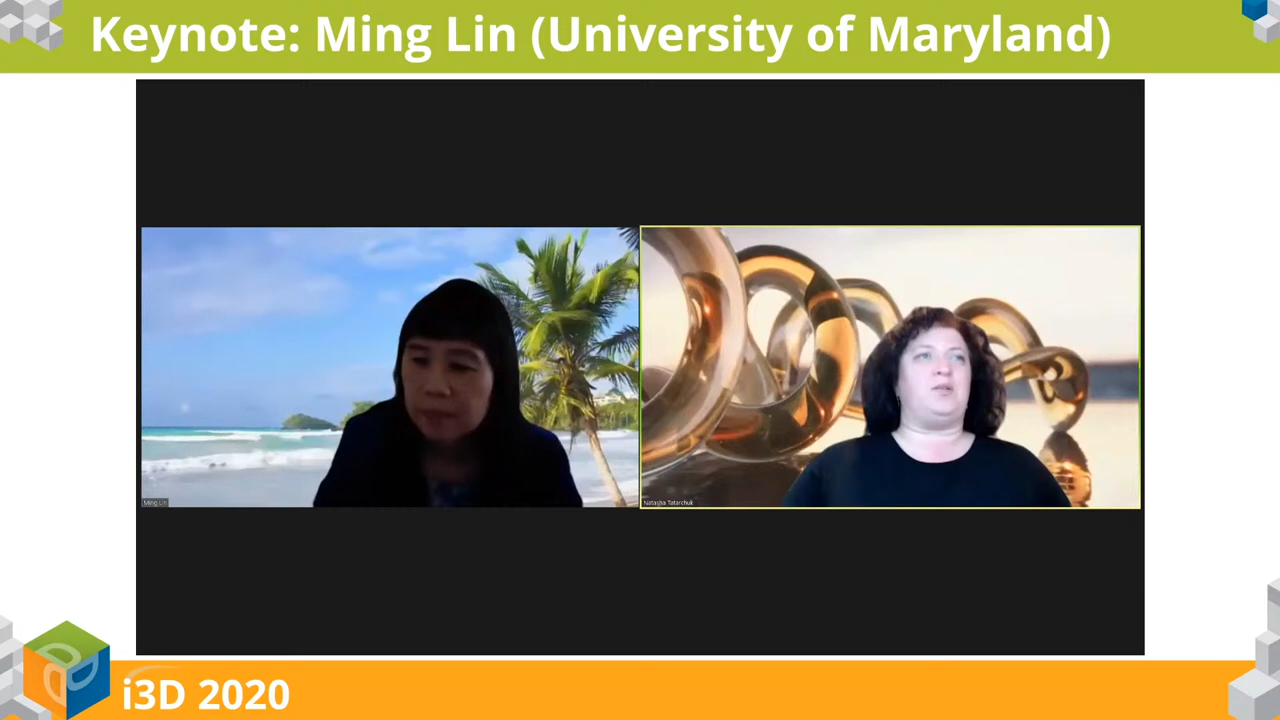 Keynote: Ming Lin (University of Maryland)
Ming Lin
Natasha Tatarchuk
i3D 2020